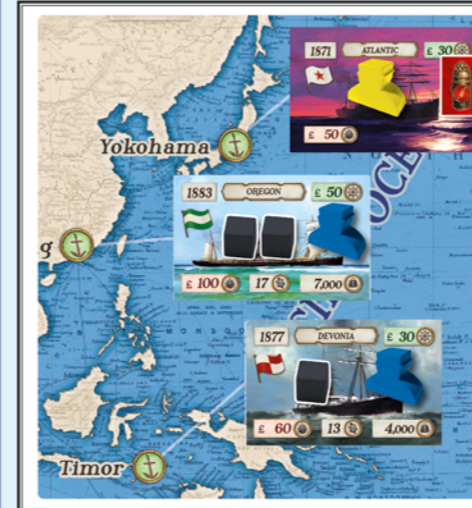 1871 ATLANTIC £ 30
£ 50
Yokohama
1883 OREGON £ 50
g
£ 100 17 7,000
OCE
1877 DEVONIA £ 30
£ 60 13 4,000
Timor